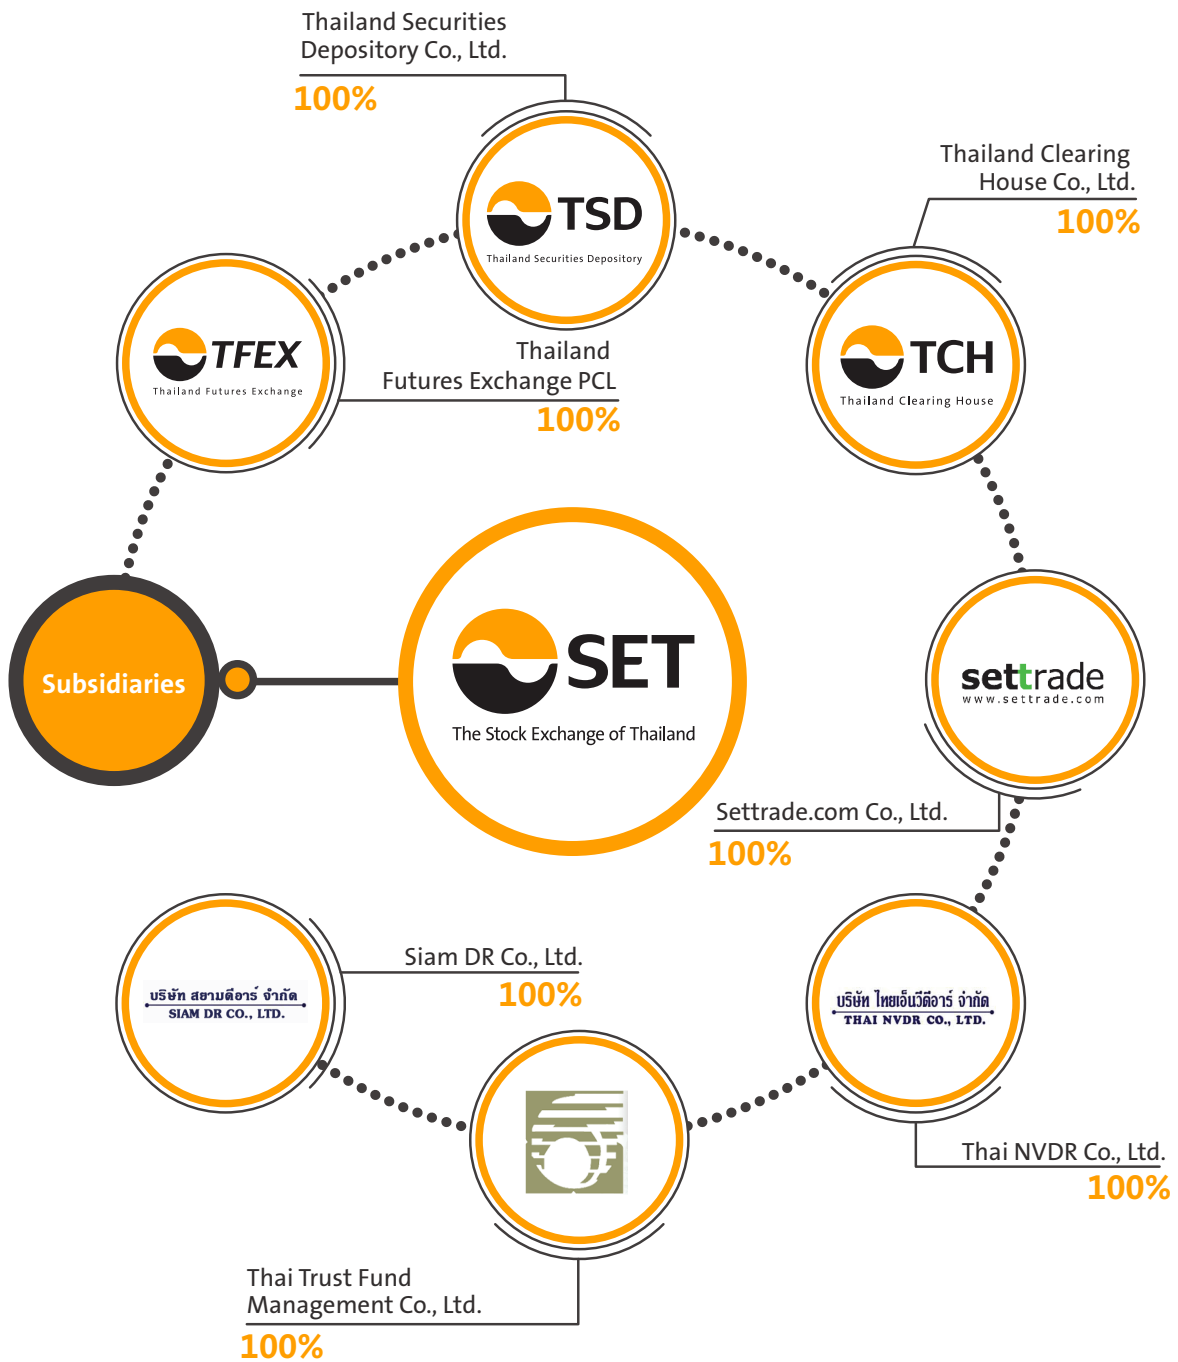 Thailand Securities
Depository Co., Ltd.
100%
TSD
Thailand Securities Depository
Thailand Clearing
House Co., Ltd.
100%
TCH
Thailand Clearing House
TFEX
Thailand Futures Exchange
Thailand
Futures Exchange PCL
100%
Subsidiaries
SET
The Stock Exchange of Thailand
settrade
www.settrade.com
Settrade.com Co., Ltd.
100%
Siam DR Co., Ltd.
100%
บริษัท สยามดีอาร์ จำกัด
SIAM DR CO., LTD.
บริษัท ไทยเอ็นวีดีอาร์ จำกัด
THAI NVDR CO., LTD.
Thai NVDR Co., Ltd.
100%
Thai Trust Fund
Management Co., Ltd.
100%